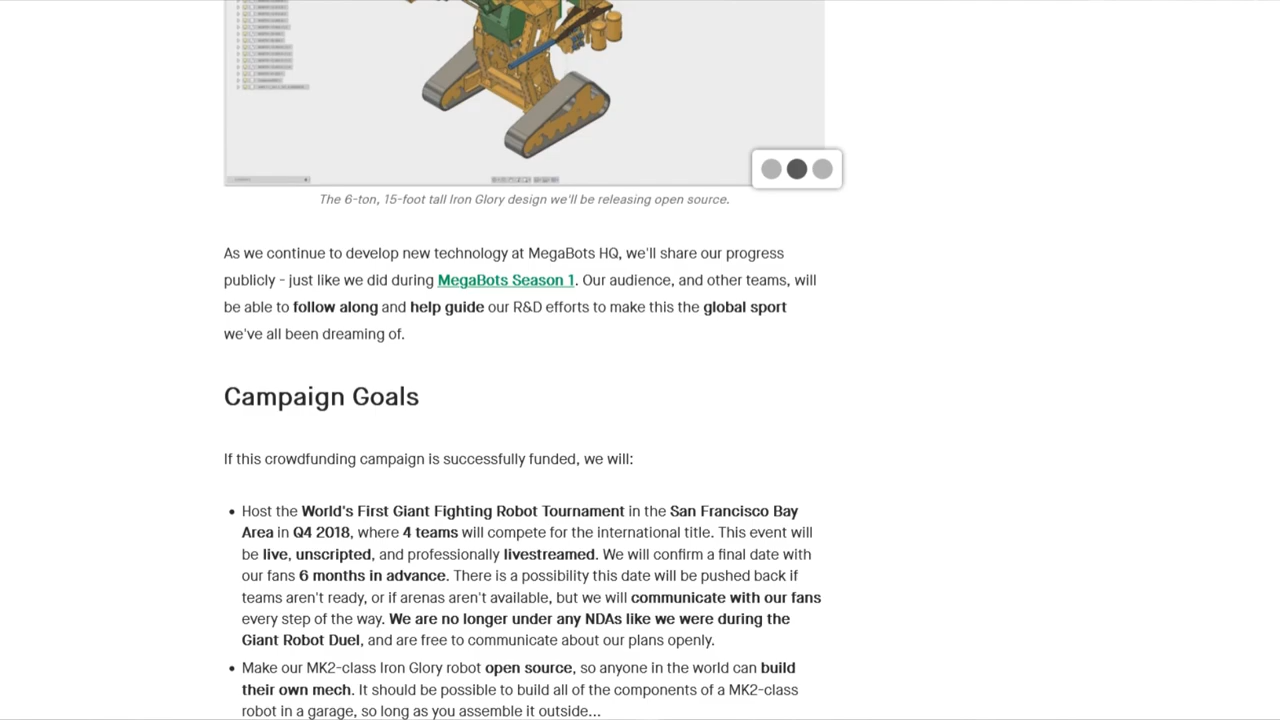 The 6-ton, 15-foot tall Iron Glory design we'll be releasing open source.
As we continue to develop new technology at MegaBots HQ, we'll share our progress
publicly - just like we did during MegaBots Season 1. Our audience, and other teams, will
be able to follow along and help guide our R&D efforts to make this the global sport
we've all been dreaming of.
Campaign Goals
If this crowdfunding campaign is successfully funded, we will:
• Host the World's First Giant Fighting Robot Tournament in the San Francisco Bay
Area in Q4 2018, where 4 teams will compete for the international title. This event will
be live, unscripted, and professionally livestreamed. We will confirm a final date with
our fans 6 months in advance. There is a possibility this date will be pushed back if
teams aren't ready, or if arenas aren't available, but we will communicate with our fans
every step of the way. We are no longer under any NDAs like we were during the
Giant Robot Duel, and are free to communicate about our plans openly.
• Make our MK2-class Iron Glory robot open source, so anyone in the world can build
their own mech. It should be possible to build all of the components of a MK2-class
robot in a garage, so long as you assemble it outside...